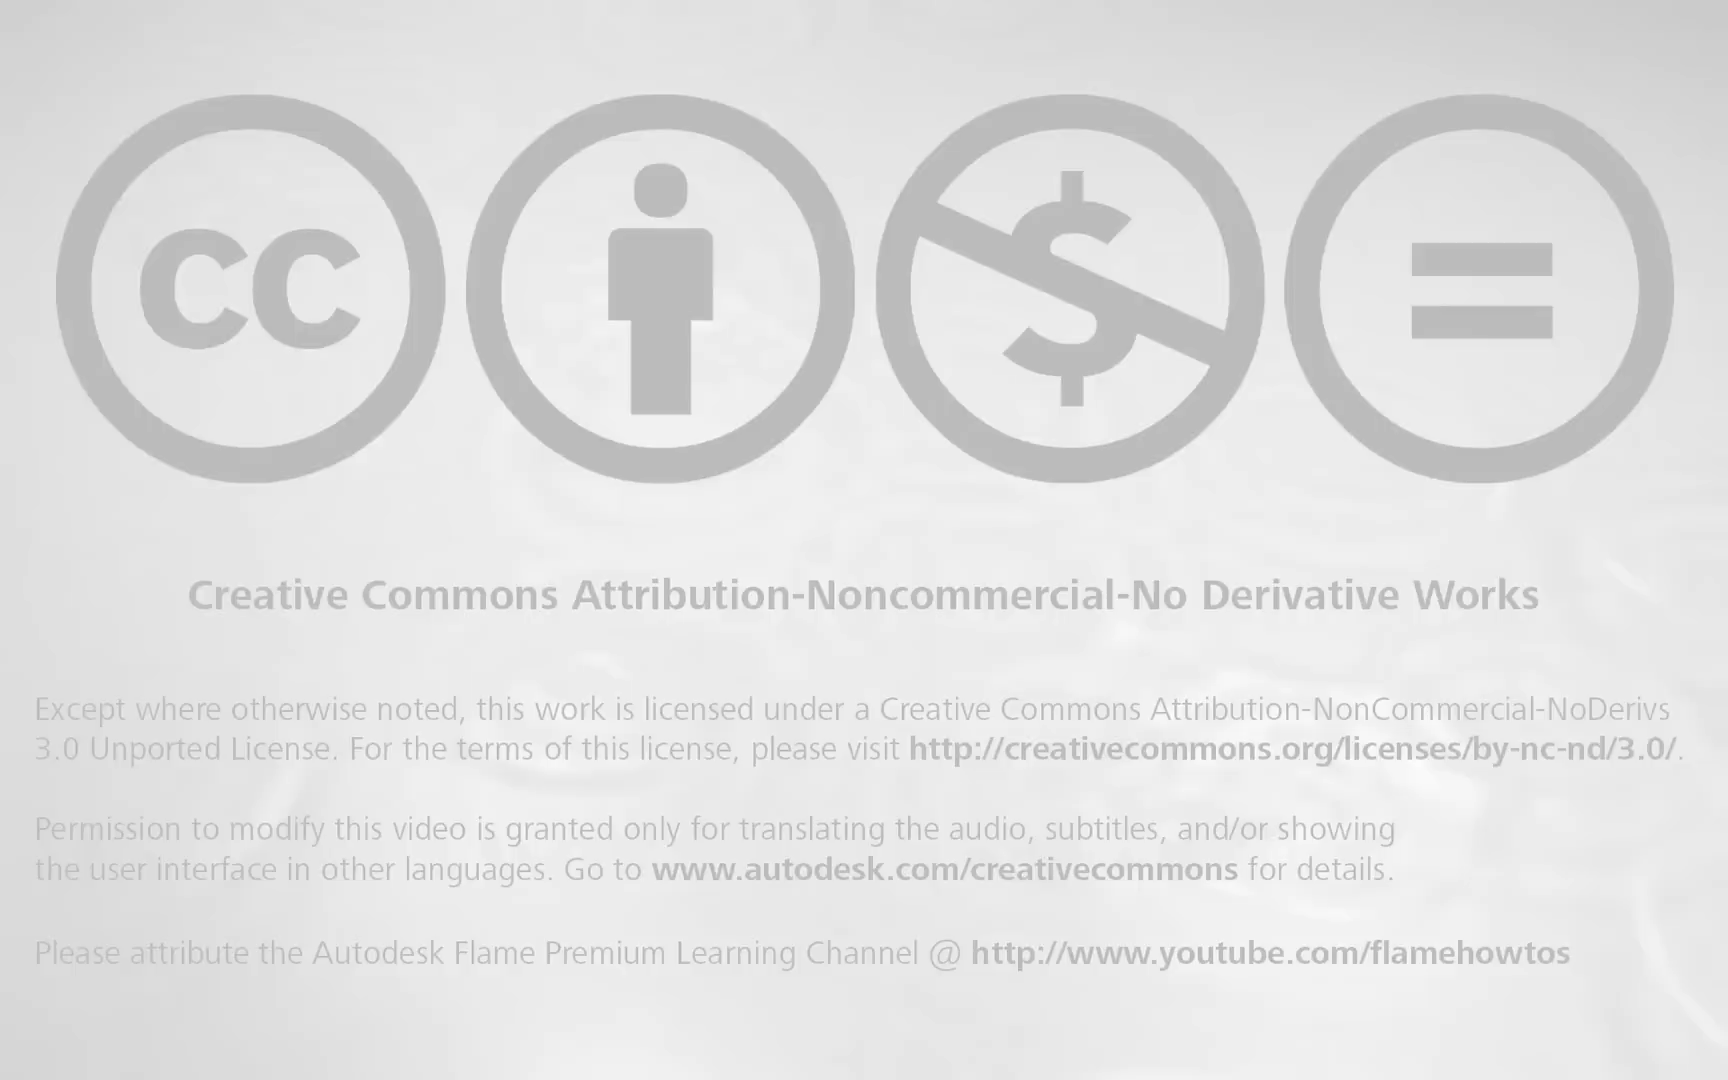 cc
$
=
Creative Commons Attribution-Noncommercial-No Derivative Works
Except where otherwise noted, this work is licensed under a Creative Commons Attribution-NonCommercial-NoDerivs
3.0 Unported License. For the terms of this license, please visit http://creativecommons.org/licenses/by-nc-nd/3.0/.
Permission to modify this video is granted only for translating the audio, subtitles, and/or showing
the user interface in other languages. Go to www.autodesk.com/creativecommons for details.
Please attribute the Autodesk Flame Premium Learning Channel @ http://www.youtube.com/flamehowtos